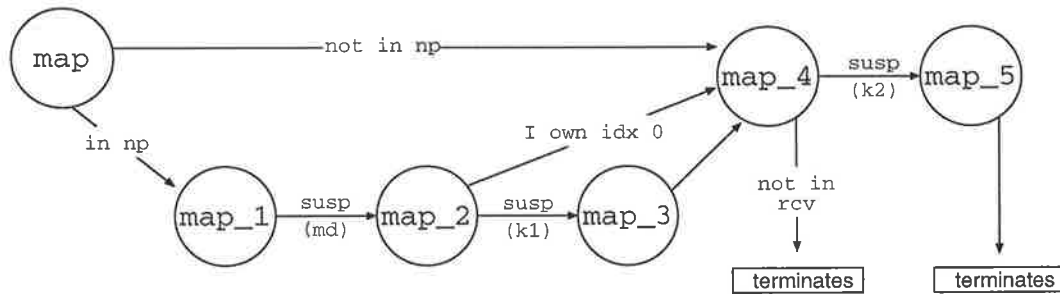 map
not in np
map_4
susp
(k2)
map_5
in np
I own idx 0
map_1
susp
(md)
map_2
susp
(k1)
map_3
not in
rcv
terminates
terminates